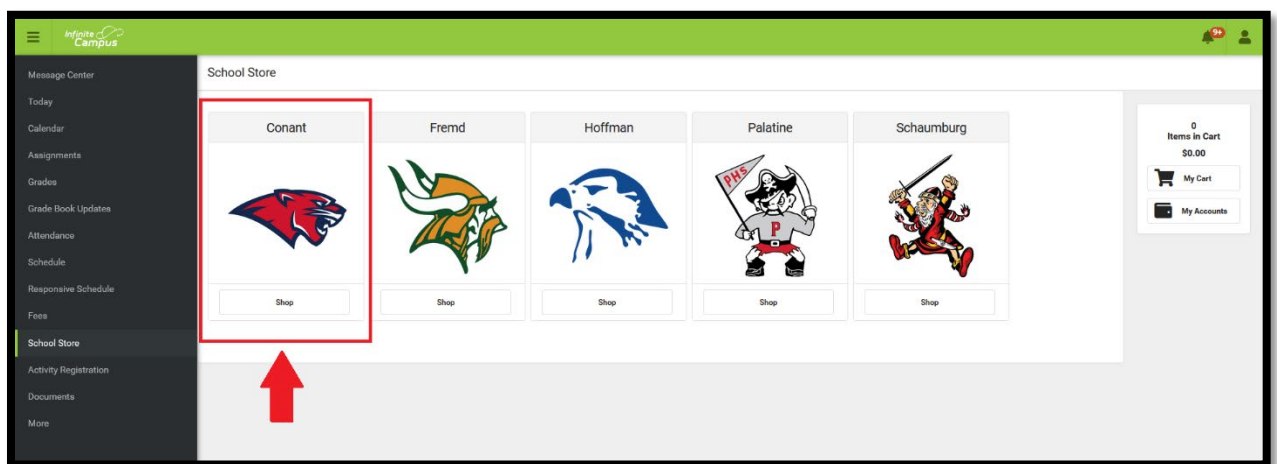 Infinite
Campus
9+
Message Center
Today
Calendar
Assignments
Grades
Grade Book Updates
Attendance
Schedule
Responsive Schedule
Fees
School Store
Activity Registration
Documents
More
School Store
Conant
Shop
Fremd
Shop
Hoffman
Shop
Palatine
PHS
P
Shop
Schaumburg
Shop
0
Items in Cart
$0.00
My Cart
My Accounts